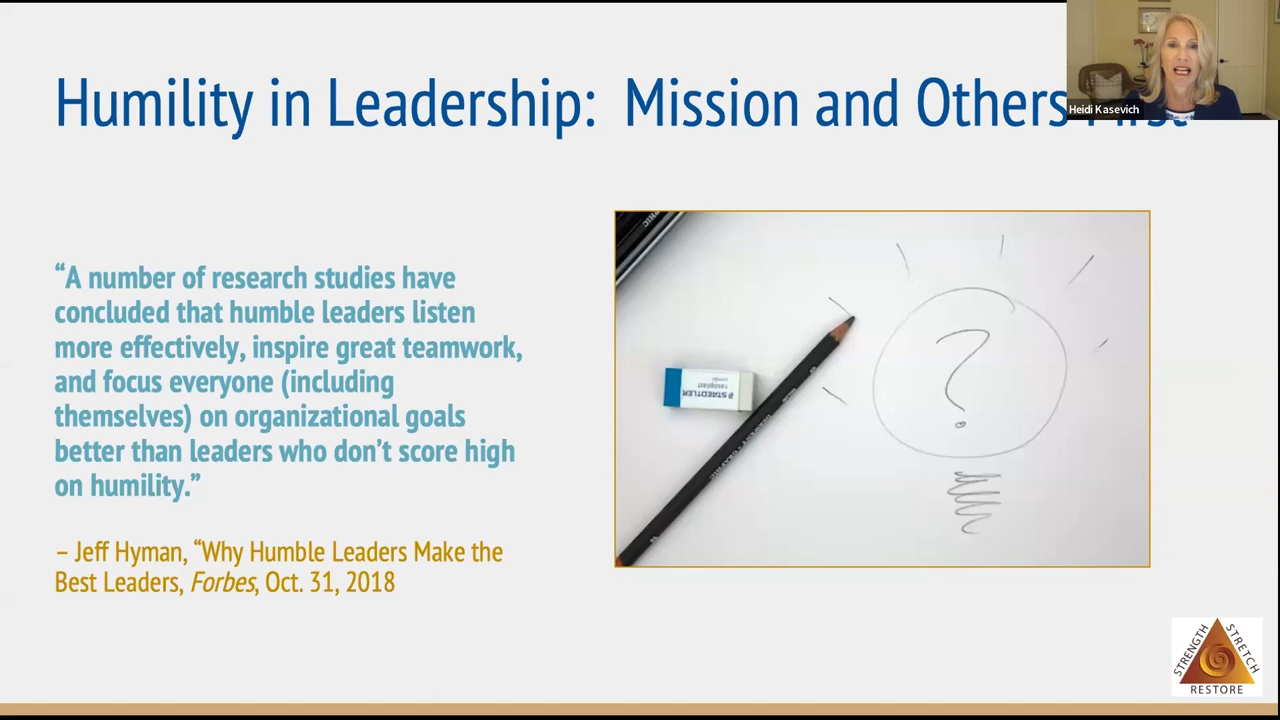 Humility in Leadership: Mission and Others First
Heidi Kasevich
“A number of research studies have
concluded that humble leaders listen
more effectively, inspire great teamwork,
and focus everyone (including
themselves) on organizational goals
better than leaders who don’t score high
on humility.”
– Jeff Hyman, “Why Humble Leaders Make the
Best Leaders, Forbes, Oct. 31, 2018
?
STAEDTLER
rasoplast
STRENGTH
STRETCH
RESTORE